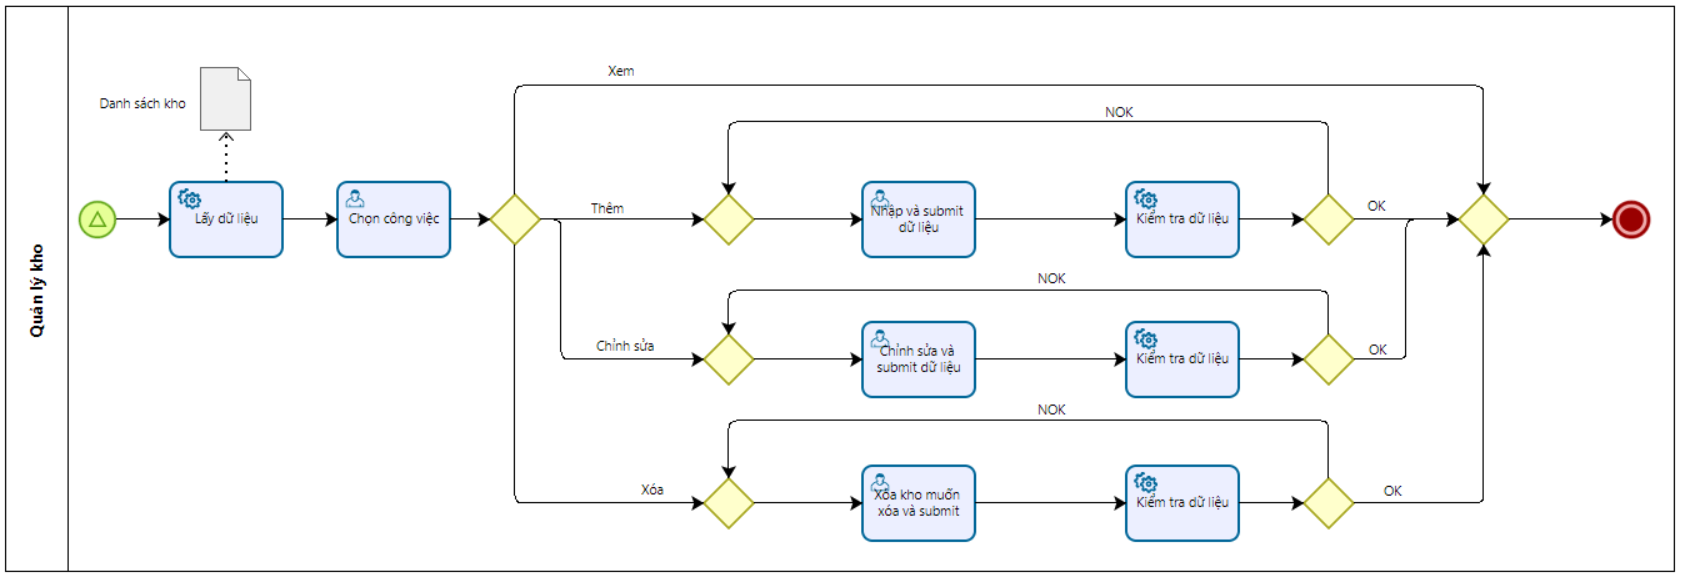 Quản lý kho
Danh sách kho
Lấy dữ liệu
Chọn công việc
Xem
NOK
Thêm
Nhập và submit
dữ liệu
Kiểm tra dữ liệu
OK
NOK
Chỉnh sửa
Chỉnh sửa và
submit dữ liệu
Kiểm tra dữ liệu
OK
NOK
Xóa
Xóa kho muốn
xóa và submit
Kiểm tra dữ liệu
OK